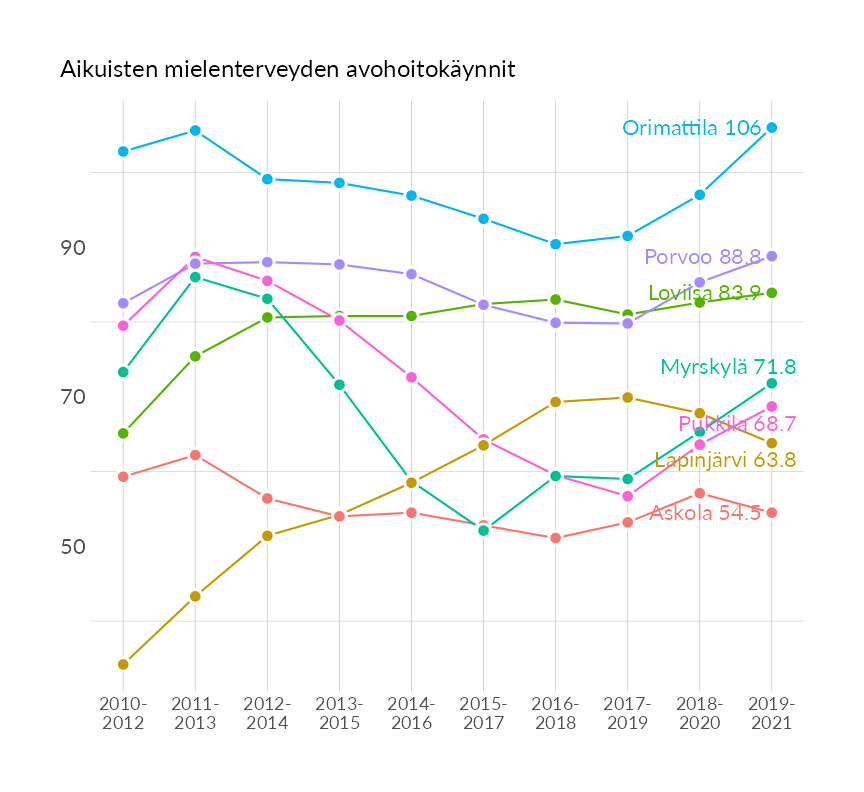 Aikuisten mielenterveyden avohoitokäynnit
Orimattila 106
90
Porvoo 88.8
Loviisa 83.9
Myrskylä 71.8
70
Pukkila 68.7
Lapinjärvi 63.8
Askola 54.5
50
2010- 2011- 2012- 2013- 2014- 2015- 2016- 2017- 2018- 2019-
2012 2013 2014 2015 2016 2017 2018 2019 2020 2021